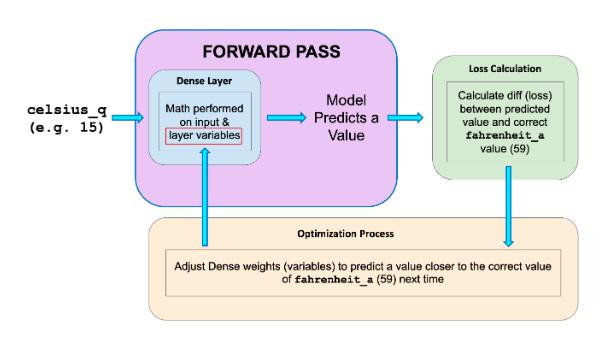 FORWARD PASS
Dense Layer
Loss Calculation
celsius_q
(e.g. 15)
Math performed
on input &
layer variables
Model
Predicts a
Value
Calculate diff (loss)
between predicted
value and correct
fahrenheit_a
value (59)
Optimization Process
Adjust Dense weights (variables) to predict a value closer to the correct value
of fahrenheit_a (59) next time